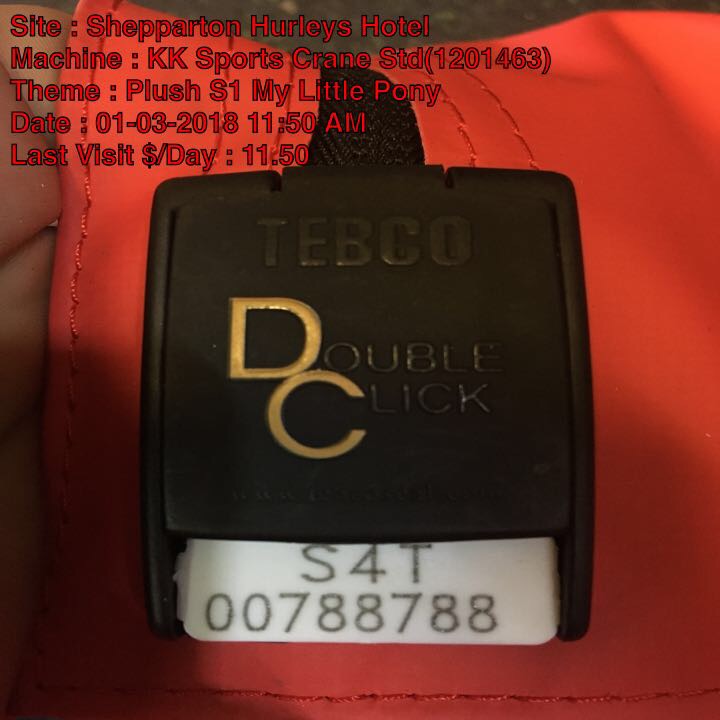 Site : Shepparton Hurleys Hotel
Machine : KK Sports Crane Std(1201463)
Theme : Plush S1 My Little Pony
Date : 01-03-2018 11:50 AM
Last Visit $/Day : 11.50
TEBCO
DOUBLE
CLICK
S4T
00788788